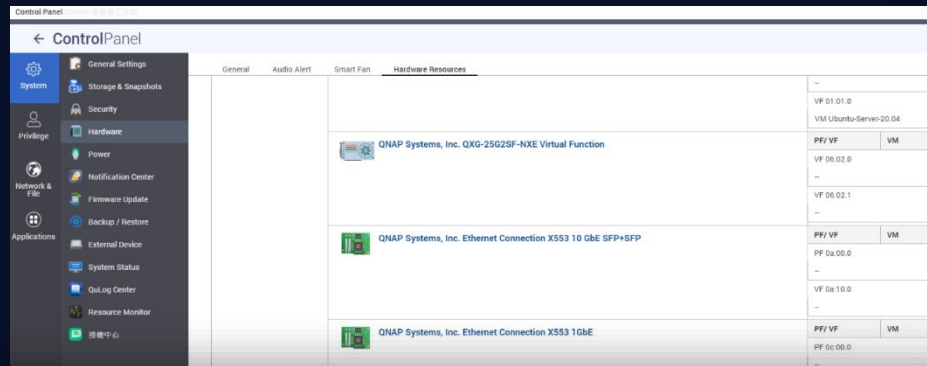 Control Panel
← ControlPanel
System
Privilege
Network & File
Applications
General Settings
Storage & Snapshots
Security
Hardware
Power
Notification Center
Firmware Update
Backup / Restore
External Device
System Status
QuLog Center
Resource Monitor
授權中心
General Audio Alert Smart Fan Hardware Resources
--
VF 01:01.0
VM Ubuntu-Server-20.04
QNAP Systems, Inc. QXG-25G2SF-NXE Virtual Function
PF/ VF VM
VF 06:02.0
--
VF 06:02.1
--
QNAP Systems, Inc. Ethernet Connection X553 10 GbE SFP+SFP
PF/ VF VM
PF 0a:00.0
--
VF 0a:10.0
--
QNAP Systems, Inc. Ethernet Connection X553 1GbE
PF/ VF VM
PF 0c:00.0
--